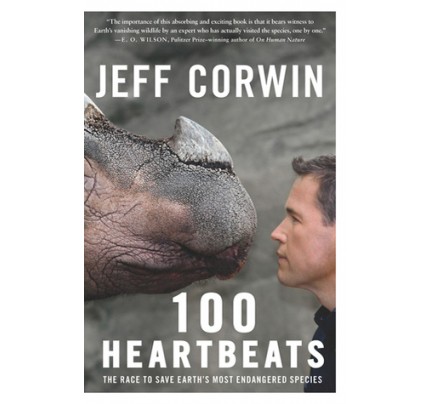 "The importance of this absorbing and exciting book is that it bears witness to
Earth's vanishing wildlife by an expert who has actually visited the species, one by one."
—E. O. WILSON, Pulitzer Prize–winning author of On Human Nature
JEFF CORWIN
100
HEARTBEATS
THE RACE TO SAVE EARTH'S MOST ENDANGERED SPECIES